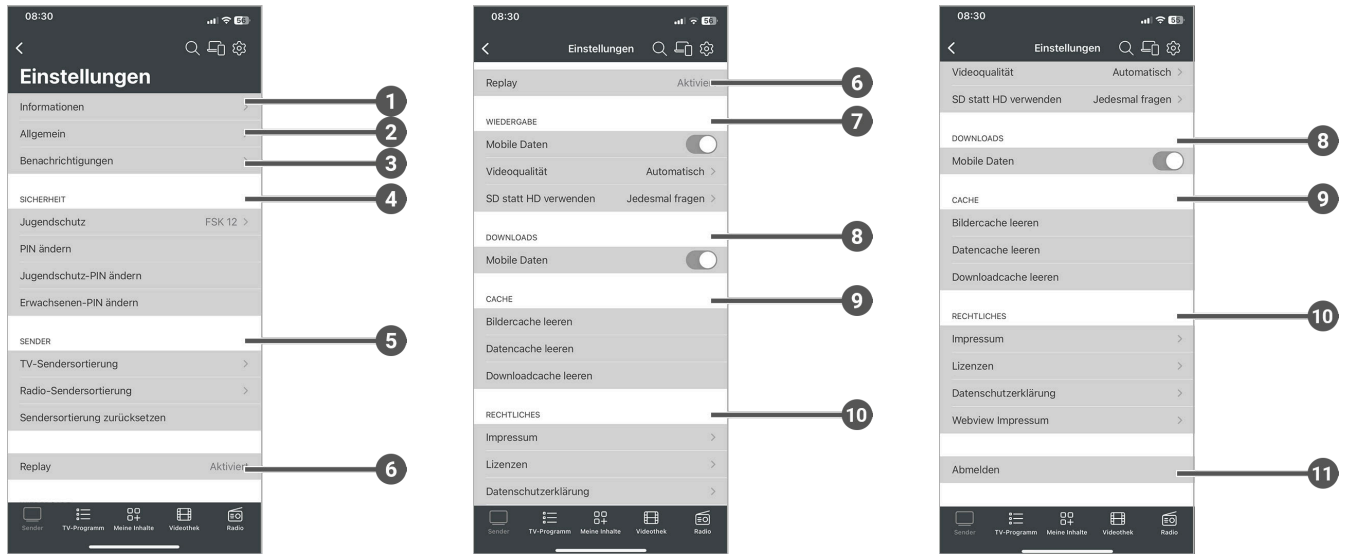 08:30
56
Einstellungen
Informationen
1
Allgemein
2
Benachrichtigungen
3
SICHERHEIT
4
Jugendschutz FSK 12
PIN ändern
Jugendschutz-PIN ändern
Erwachsenen-PIN ändern
SENDER
5
TV-Sendersortierung
Radio-Sendersortierung
Sendersortierung zurücksetzen
Replay Aktiviert
6
Sender TV-Programm Meine Inhalte Videothek Radio
08:30
56
Einstellungen
Replay Aktivier
6
WIEDERGABE
7
Mobile Daten
Videoqualität Automatisch
SD statt HD verwenden Jedesmal fragen
DOWNLOADS
8
Mobile Daten
CACHE
9
Bildercache leeren
Datencache leeren
Downloadcache leeren
RECHTLICHES
10
Impressum
Lizenzen
Datenschutzerklärung
Sender TV-Programm Meine Inhalte Videothek Radio
08:30
55
Einstellungen
Videoqualität Automatisch
SD statt HD verwenden Jedesmal fragen
DOWNLOADS
8
Mobile Daten
CACHE
9
Bildercache leeren
Datencache leeren
Downloadcache leeren
RECHTLICHES
10
Impressum
Lizenzen
Datenschutzerklärung
Webview Impressum
Abmelden
11
Sender TV-Programm Meine Inhalte Videothek Radio